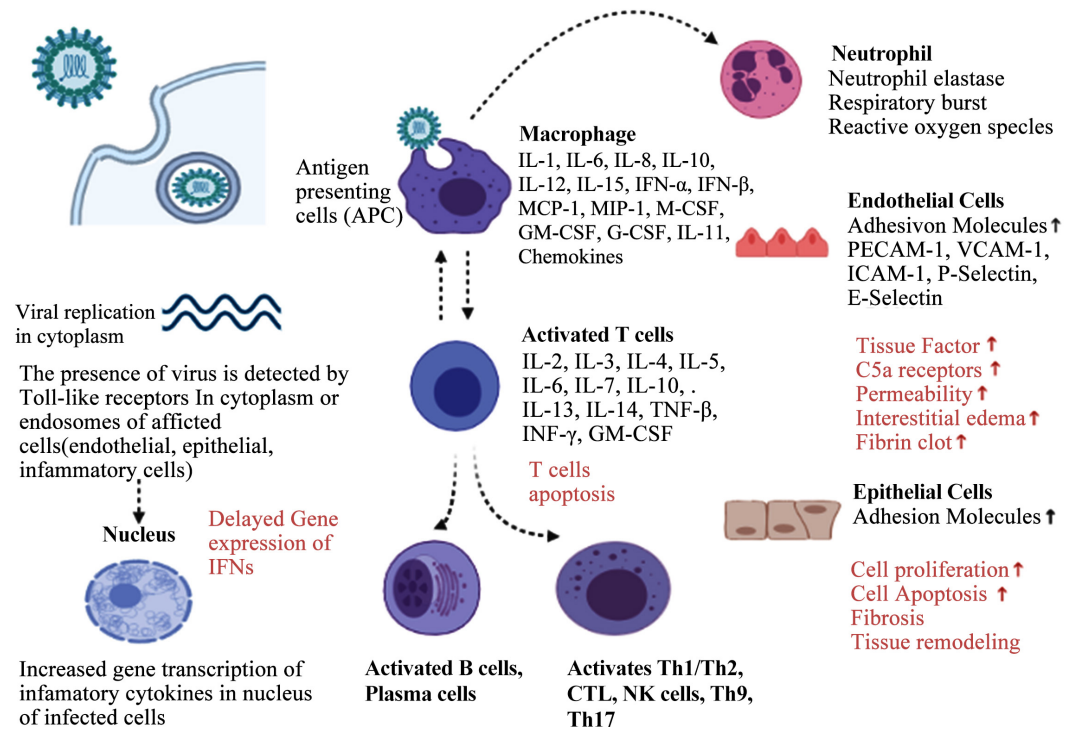 Antigen
presenting
cells (APC)
Macrophage
IL-1, IL-6, IL-8, IL-10,
IL-12, IL-15, IFN-α, IFN-β,
MCP-1, MIP-1, M-CSF,
GM-CSF, G-CSF, IL-11,
Chemokines
Neutrophil
Neutrophil elastase
Respiratory burst
Reactive oxygen specles
Endothelial Cells
Adhesivon Molecules↑
PECAM-1, VCAM-1,
ICAM-1, P-Selectin,
E-Selectin
Tissue Factor ↑
C5a receptors ↑
Permeability ↑
Interestitial edema↑
Fibrin clot↑
Viral replication
in cytoplasm
The presence of virus is detected by
Toll-like receptors In cytoplasm or
endosomes of afficted
cells(endothelial, epithelial,
infammatory cells)
Nucleus
Delayed Gene
expression of
IFNs
Increased gene transcription of
infamatory cytokines in nucleus
of infected cells
Activated T cells
IL-2, IL-3, IL-4, IL-5,
IL-6, IL-7, IL-10, .
IL-13, IL-14, TNF-β,
INF-γ, GM-CSF
T cells
apoptosis
Activated B cells,
Plasma cells
Activates Th1/Th2,
CTL, NK cells, Th9,
Th17
Epithelial Cells
Adhesion Molecules↑
Cell proliferation↑
Cell Apoptosis ↑
Fibrosis
Tissue remodeling